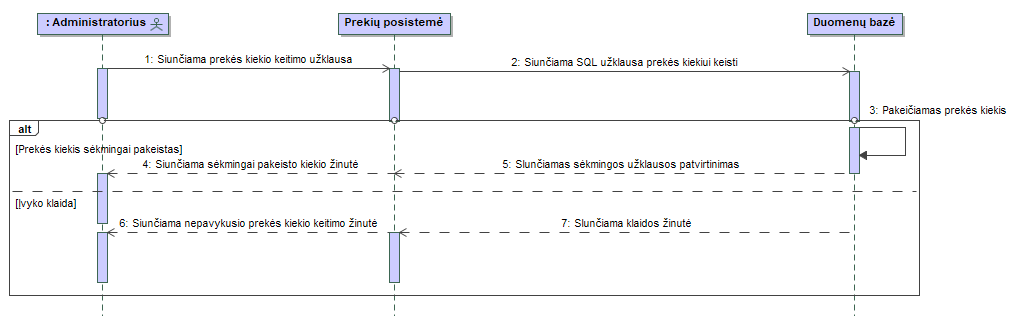 : Administratorius
Prekių posistemė
Duomenų bazė
1: Siunčiama prekės kiekio keitimo užklausa
2: Siunčiama SQL užklausa prekės kiekiui keisti
3: Pakeičiamas prekės kiekis
alt
[Prekės kiekis sėkmingai pakeistas]
4: Siunčiama sėkmingai pakeisto kiekio žinutė
5: Slunčiamas sėkmingos užklausos patvirtinimas
[Įvyko klaida]
6: Siunčiama nepavykusio prekės kiekio keitimo žinutė
7: Slunčiama klaidos žinutė